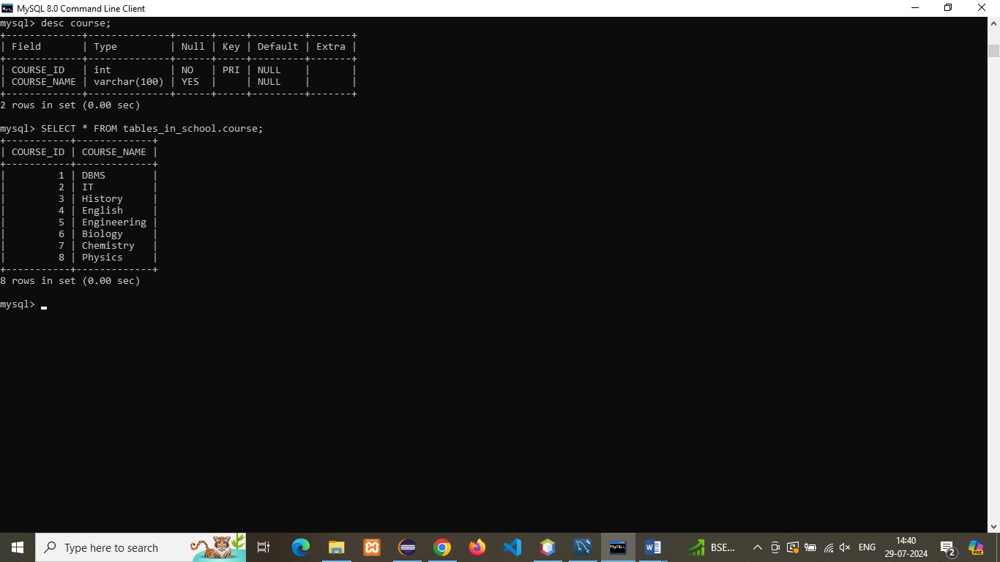 MySQL 8.0 Command Line Client
mysql> desc course;
+-------------+--------------+------+-----+---------+-------+
| Field       | Type         | Null | Key | Default | Extra |
+-------------+--------------+------+-----+---------+-------+
| COURSE_ID   | int          | NO   | PRI | NULL    |       |
| COURSE_NAME | varchar(100) | YES  |     | NULL    |       |
+-------------+--------------+------+-----+---------+-------+
2 rows in set (0.00 sec)
mysql> SELECT * FROM tables_in_school.course;
+-----------+-------------+
| COURSE_ID | COURSE_NAME |
+-----------+-------------+
|         1 | DBMS        |
|         2 | IT          |
|         3 | History     |
|         4 | English     |
|         5 | Engineering |
|         6 | Biology     |
|         7 | Chemistry   |
|         8 | Physics     |
+-----------+-------------+
8 rows in set (0.00 sec)
mysql>
Type here to search
BSE...
ENG
14:40
29-07-2024
2
PRE